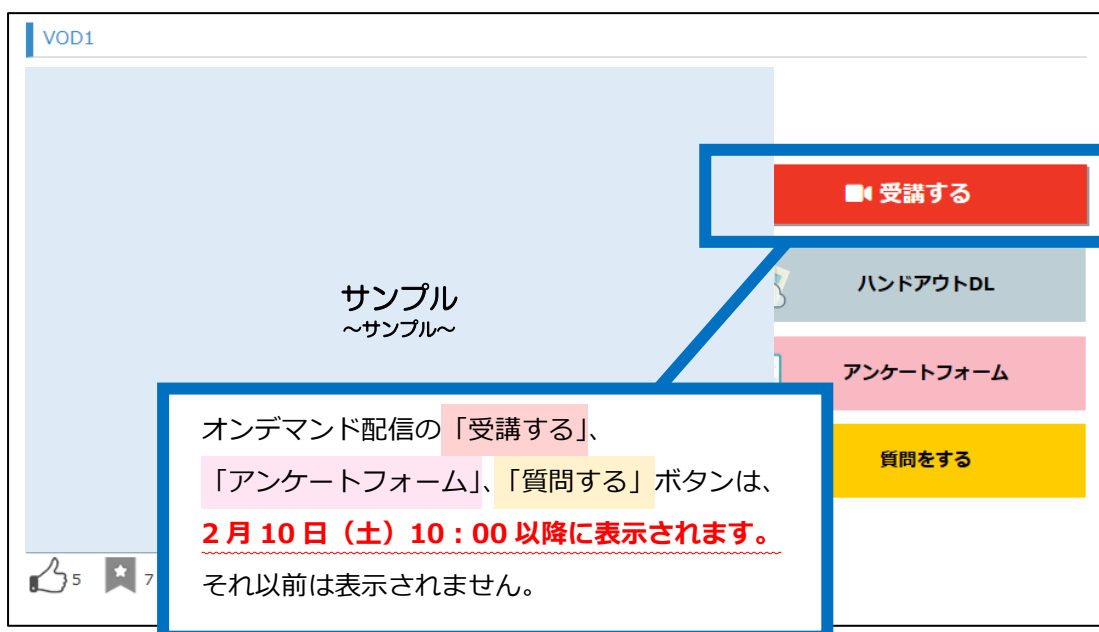 VOD1
受講する
ハンドアウトDL
サンプル
~サンプル~
アンケートフォーム
質問をする
オンデマンド配信の「受講する」、
「アンケートフォーム」、「質問する」ボタンは、
2月10日（土）10：00以降に表示されます。
それ以前は表示されません。
5
7